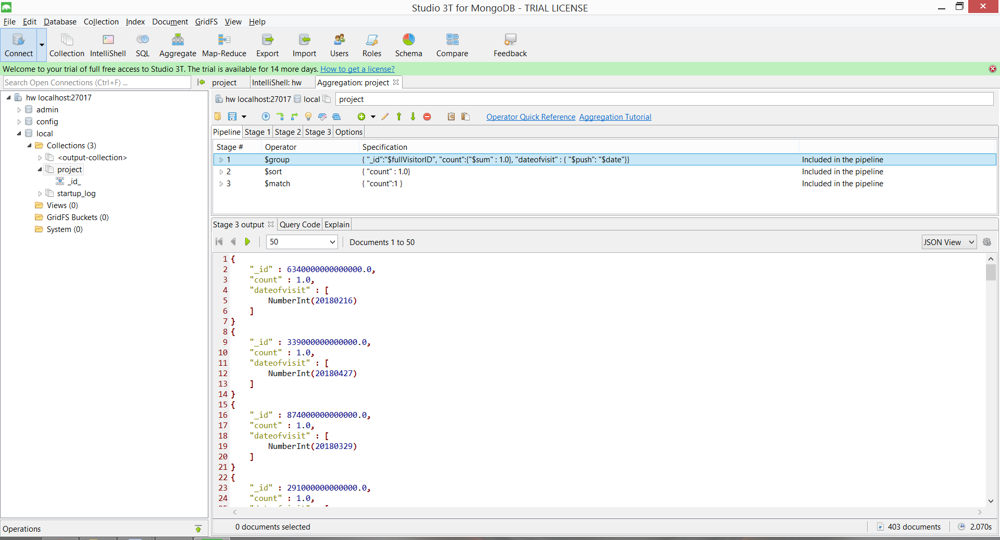 Studio 3T for MongoDB - TRIAL LICENSE
File Edit Database Collection Index Document GridFS View Help
Connect Collection IntelliShell SQL Aggregate Map-Reduce Export Import Users Roles Schema Compare Feedback
Welcome to your trial of full free access to Studio 3T. The trial is available for 14 more days. How to get a license?
Search Open Connections (Ctrl+F) ...
project IntelliShell: hw Aggregation: project
hw localhost:27017
admin
config
local
Collections (3)
<output-collection>
project
_id_
startup_log
Views (0)
GridFS Buckets (0)
System (0)
Operations
hw localhost:27017 local project
Operator Quick Reference Aggregation Tutorial
Pipeline Stage 1 Stage 2 Stage 3 Options
Stage # Operator Specification
1 $group { "_id":"$fullVisitorID", "count":{"$sum" : 1.0}, "dateofvisit" : { "$push": "$date"}} Included in the pipeline
2 $sort { "count" : 1.0} Included in the pipeline
3 $match { "count":1 } Included in the pipeline
Stage 3 output Query Code Explain
50 Documents 1 to 50 JSON View
1 {
2 "_id" : 6340000000000000.0,
3 "count" : 1.0,
4 "dateofvisit" : [
5 NumberInt(20180216)
6 ]
7 }
8 {
9 "_id" : 339000000000000.0,
10 "count" : 1.0,
11 "dateofvisit" : [
12 NumberInt(20180427)
13 ]
14 }
15 {
16 "_id" : 874000000000000.0,
17 "count" : 1.0,
18 "dateofvisit" : [
19 NumberInt(20180329)
20 ]
21 }
22 {
23 "_id" : 291000000000000.0,
24 "count" : 1.0,
0 documents selected 403 documents 2.070s